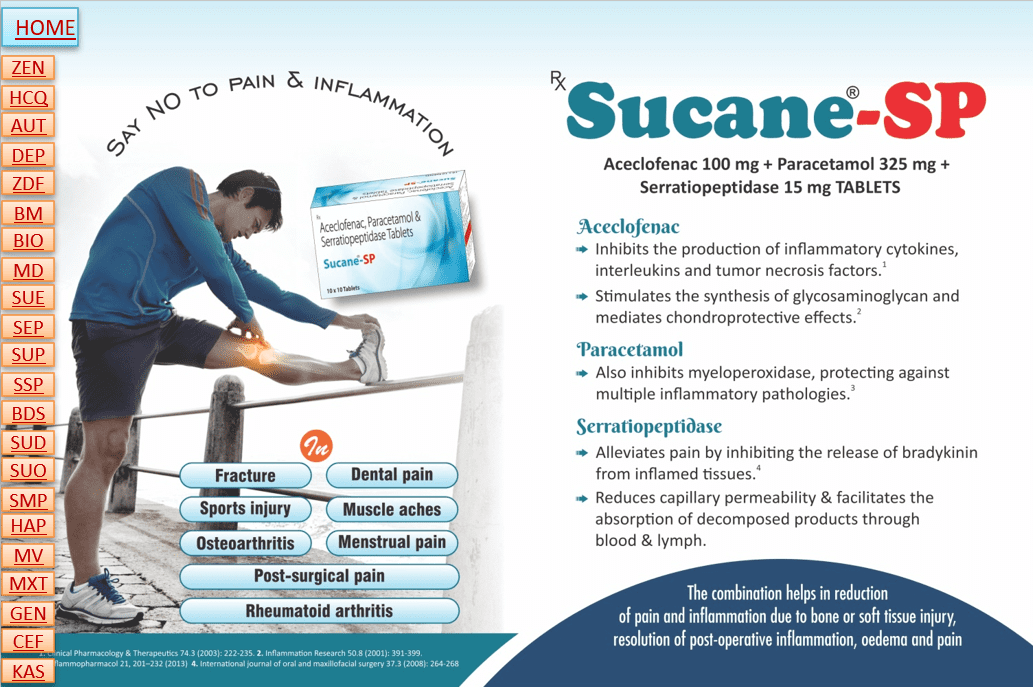 HOME
ZEN
HCQ
AUT
DEP
ZDF
BM
BIO
MD
SUE
SEP
SUP
SSP
BDS
SUD
SUO
SMP
HAP
MV
MXT
GEN
CEF
KAS
SAY NO TO PAIN & INFLAMMATION
Rx
Aceclofenac, Paracetamol &
Serratiopeptidase Tablets
Sucane®-SP
10 x 10 Tablets
In
Fracture
Dental pain
Sports injury
Muscle aches
Osteoarthritis
Menstrual pain
Post-surgical pain
Rheumatoid arthritis
Clinical Pharmacology & Therapeutics 74.3 (2003): 222-235. 2. Inflammation Research 50.8 (2001): 391-399.
21, 201–232 (2013) 4. International journal of oral and maxillofacial surgery 37.3 (2008): 264-268
Rx
Sucane®-SP
Aceclofenac 100 mg + Paracetamol 325 mg +
Serratiopeptidase 15 mg TABLETS
Aceclofenac
Inhibits the production of inflammatory cytokines,
interleukins and tumor necrosis factors.1
Stimulates the synthesis of glycosaminoglycan and
mediates chondroprotective effects.2
Paracetamol
Also inhibits myeloperoxidase, protecting against
multiple inflammatory pathologies.3
Serratiopeptidase
Alleviates pain by inhibiting the release of bradykinin
from inflamed tissues.4
Reduces capillary permeability & facilitates the
absorption of decomposed products through
blood & lymph.
The combination helps in reduction
of pain and inflammation due to bone or soft tissue injury,
resolution of post-operative inflammation, oedema and pain